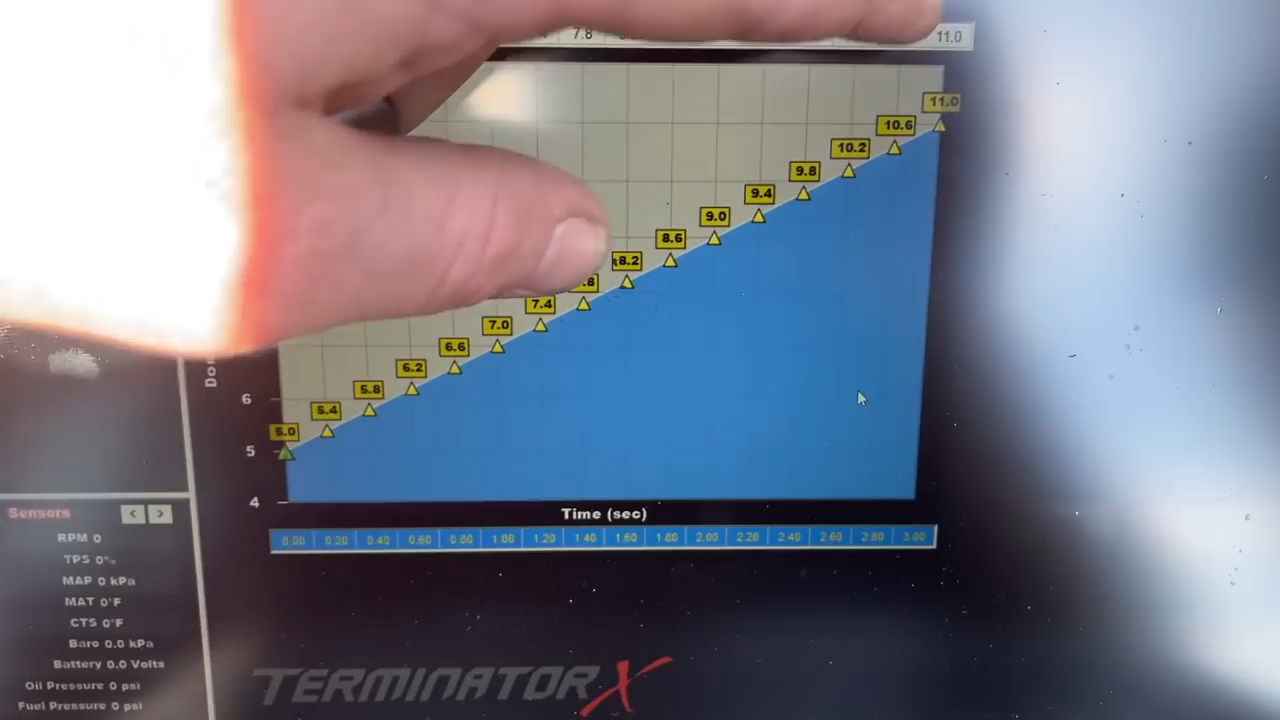 7.8
11.0
11.0
10.6
10.2
9.8
9.4
9.0
8.6
8.2
.8
7.4
7.0
6.6
6.2
5.8
5.4
5.0
Do
6
5
4
Time (sec)
0.00 0.20 0.40 0.60 0.80 1.00 1.20 1.40 1.60 1.80 2.00 2.20 2.40 2.60 2.80 3.00
Sensors < >
RPM 0
TPS 0%
MAP 0 kPa
MAT 0°F
CTS 0°F
Baro 0.0 kPa
Battery 0.0 Volts
Oil Pressure 0 psi
Fuel Pressure 0 psi
TERMINATOR X